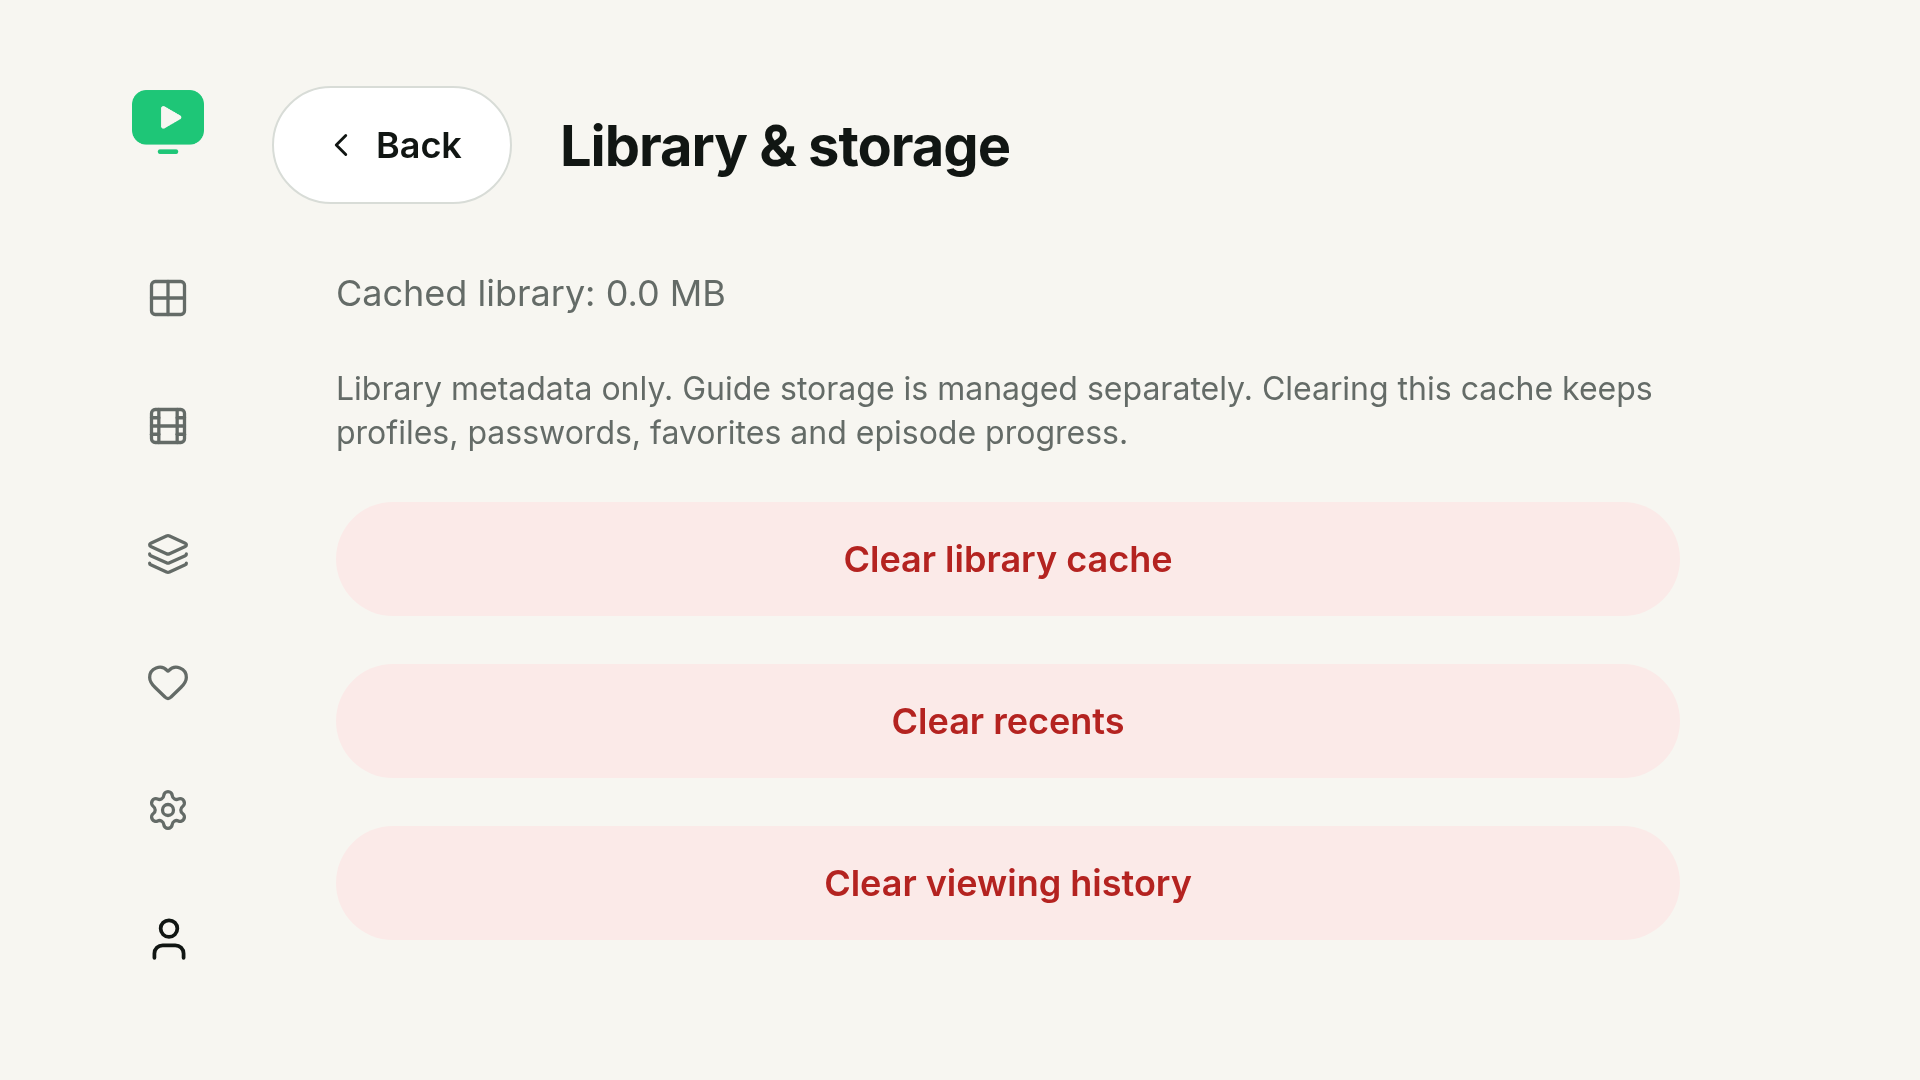 Back
Library & storage
Cached library: 0.0 MB
Library metadata only. Guide storage is managed separately. Clearing this cache keeps
profiles, passwords, favorites and episode progress.
Clear library cache
Clear recents
Clear viewing history